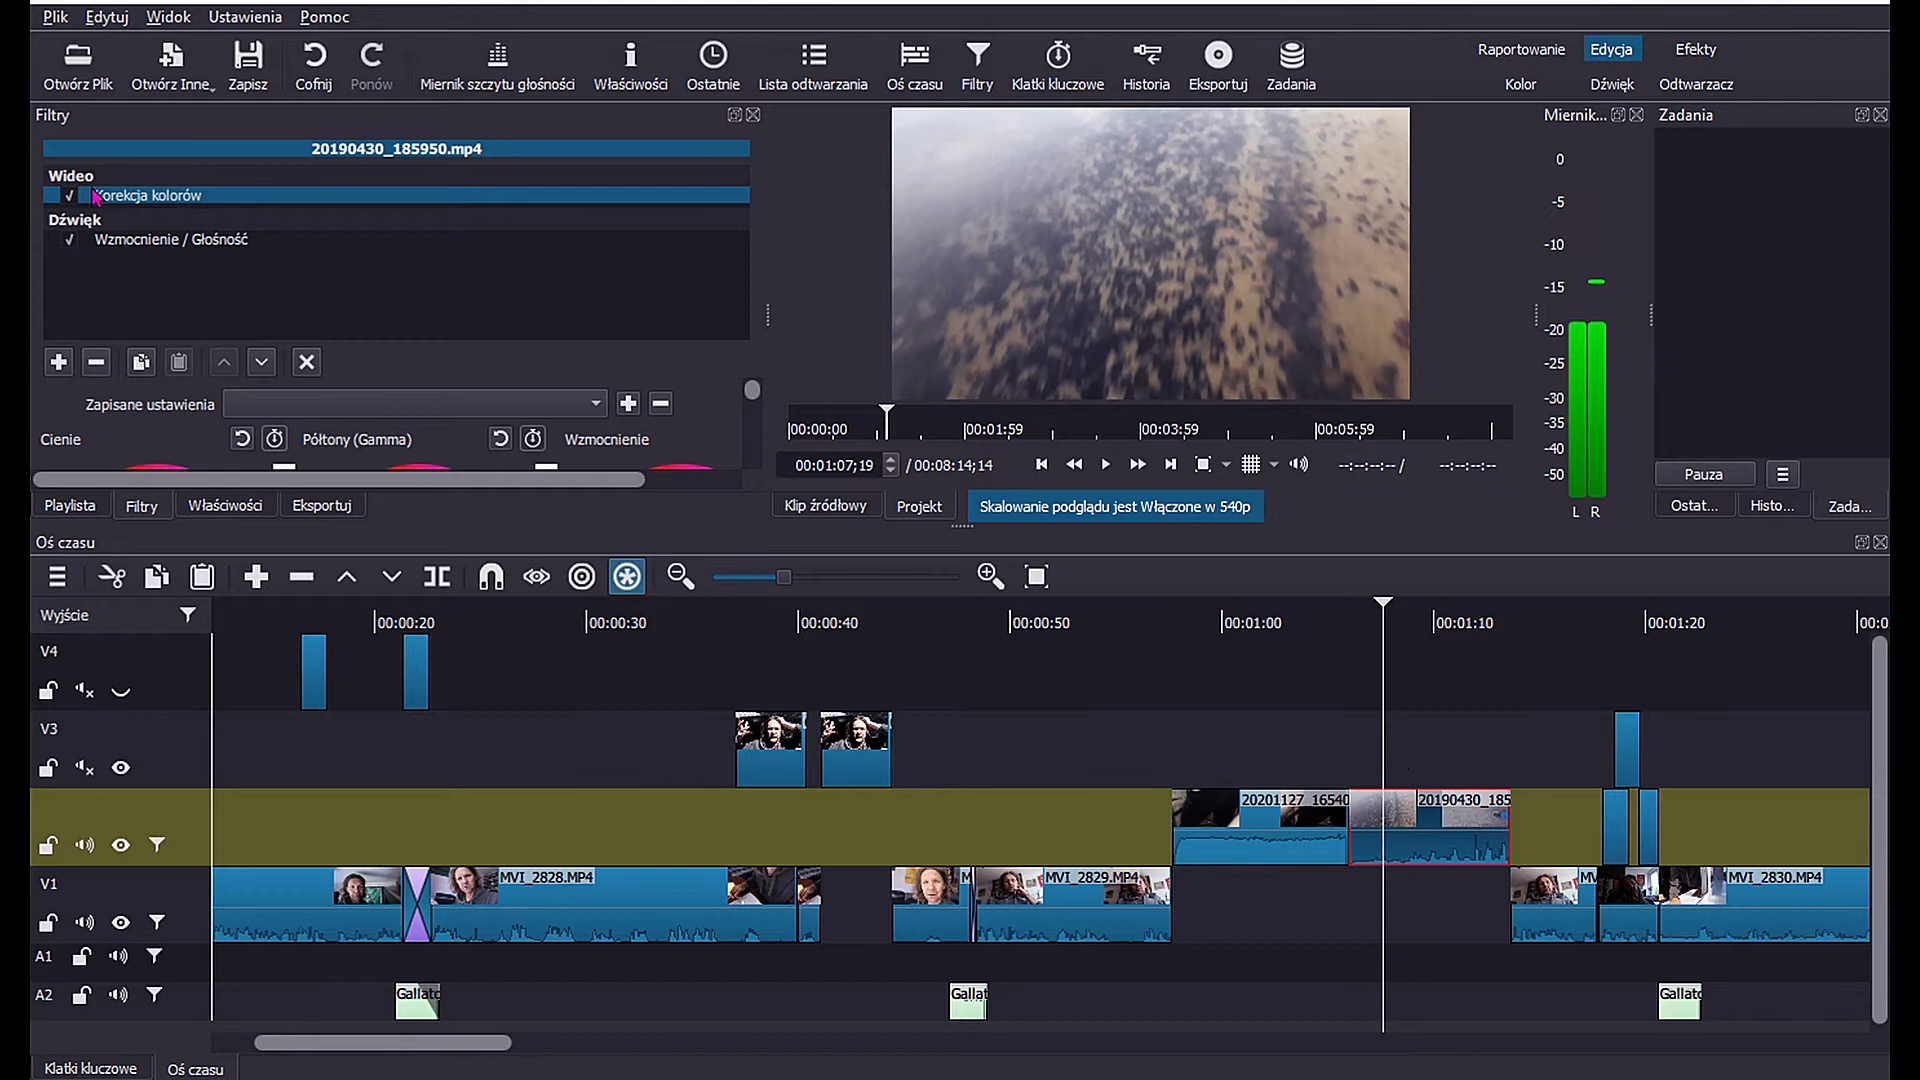 Plik Edytuj Widok Ustawienia Pomoc
Otwórz Plik Otwórz Inne Zapisz Cofnij Ponów Miernik szczytu głośności Właściwości Ostatnie Lista odtwarzania Oś czasu Filtry Klatki kluczowe Historia Eksportuj Zadania
Raportowanie Edycja Efekty
Kolor Dźwięk Odtwarzacz
Filtry
20190430_185950.mp4
Wideo
Korekcja kolorów
Dźwięk
Wzmocnienie / Głośność
Zapisane ustawienia
Cienie Półtony (Gamma) Wzmocnienie
Playlista Filtry Właściwości Eksportuj
00:00:00 00:01:59 00:03:59 00:05:59
00:01:07;19 / 00:08:14;14 --:--:--;-- / --:--:--;--
Klip źródłowy Projekt Skalowanie podglądu jest Włączone w 540p
Miernik...
0
-5
-10
-15
-20
-25
-30
-35
-40
-50
L R
Zadania
Pauza
Ostat... Histo... Zada...
Oś czasu
Wyjście
00:00:20 00:00:30 00:00:40 00:00:50 00:01:00 00:01:10 00:01:20 00:0
V4
V3
20201127_16540 20190430_185
V1 MVI_2828.MP4 M MVI_2829.MP4 MV MVI_2830.MP4
A1
A2 Gallato Gallat Gallato
Klatki kluczowe Oś czasu